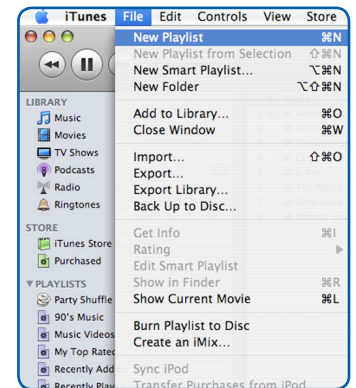 iTunes File Edit Controls View Store
New Playlist ⌘N
New Playlist from Selection ⇧⌘N
New Smart Playlist... ⌥⌘N
New Folder ⌥⇧⌘N
Add to Library... ⌘O
Close Window ⌘W
Import... ⇧⌘O
Export...
Export Library...
Back Up to Disc...
Get Info ⌘I
Rating
Edit Smart Playlist
Show in Finder ⌘R
Show Current Movie ⌘L
Burn Playlist to Disc
Create an iMix...
Sync iPod
Transfer Purchases from iPod
LIBRARY
Music
Movies
TV Shows
Podcasts
Radio
Ringtones
STORE
iTunes Store
Purchased
PLAYLISTS
Party Shuffle
90's Music
Music Videos
My Top Rated
Recently Add
Recently Play